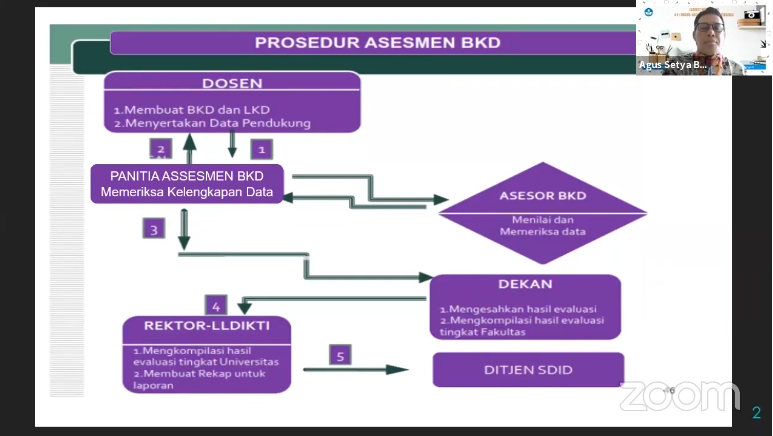 PROSEDUR ASESMEN BKD
Agus Setya B...
DOSEN
1.Membuat BKD dan LKD
2.Menyertakan Data Pendukung
2
1
PANITIA ASSESMEN BKD
Memeriksa Kelengkapan Data
ASESOR BKD
Menilai dan
Memeriksa data
3
DEKAN
1.Mengesahkan hasil evaluasi
2.Mengkompilasi hasil evaluasi
tingkat Fakultas
4
REKTOR-LLDIKTI
1.Mengkompilasi hasil
evaluasi tingkat Universitas
2.Membuat Rekap untuk
laporan
5
DITJEN SDID
zoom
2